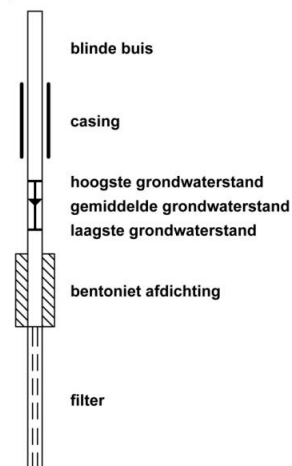 blinde buis
casing
hoogste grondwaterstand
gemiddelde grondwaterstand
laagste grondwaterstand
bentoniet afdichting
filter